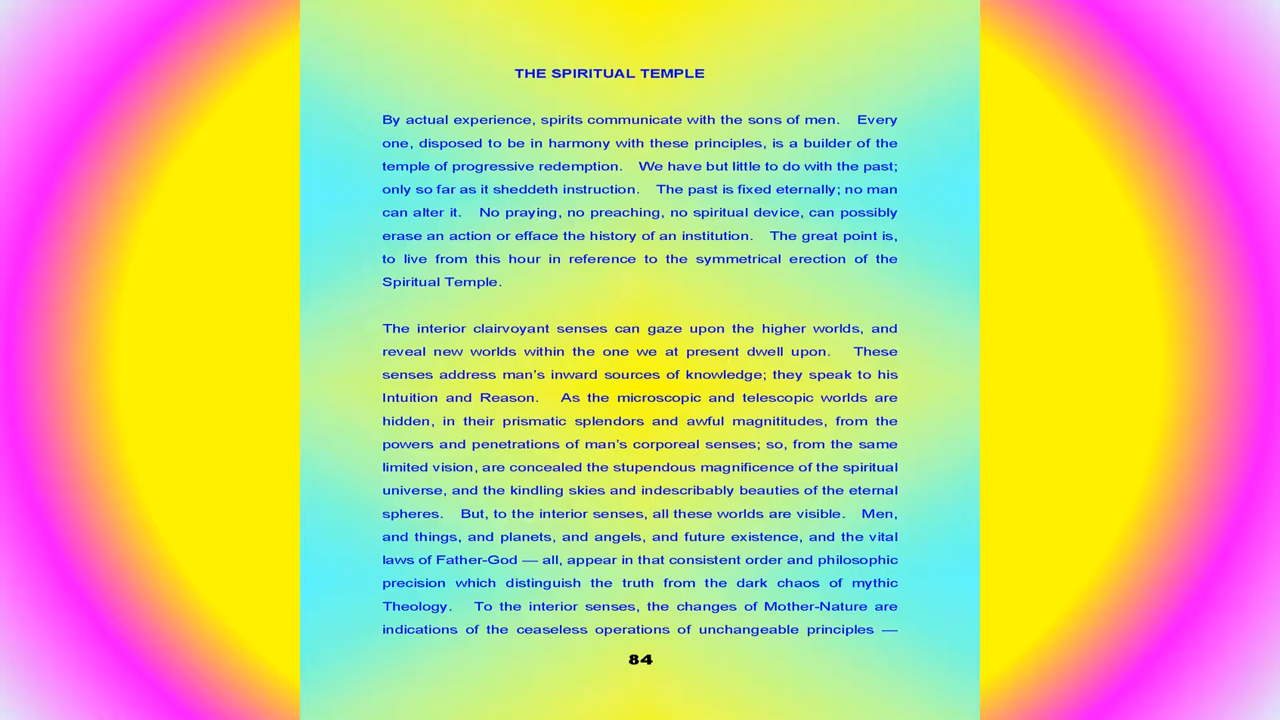 THE SPIRITUAL TEMPLE
By actual experience, spirits communicate with the sons of men. Every
one, disposed to be in harmony with these principles, is a builder of the
temple of progressive redemption. We have but little to do with the past;
only so far as it sheddeth instruction. The past is fixed eternally; no man
can alter it. No praying, no preaching, no spiritual device, can possibly
erase an action or efface the history of an institution. The great point is,
to live from this hour in reference to the symmetrical erection of the
Spiritual Temple.
The interior clairvoyant senses can gaze upon the higher worlds, and
reveal new worlds within the one we at present dwell upon. These
senses address man's inward sources of knowledge; they speak to his
Intuition and Reason. As the microscopic and telescopic worlds are
hidden, in their prismatic splendors and awful magnititudes, from the
powers and penetrations of man's corporeal senses; so, from the same
limited vision, are concealed the stupendous magnificence of the spiritual
universe, and the kindling skies and indescribably beauties of the eternal
spheres. But, to the interior senses, all these worlds are visible. Men,
and things, and planets, and angels, and future existence, and the vital
laws of Father-God — all, appear in that consistent order and philosophic
precision which distinguish the truth from the dark chaos of mythic
Theology. To the interior senses, the changes of Mother-Nature are
indications of the ceaseless operations of unchangeable principles —
84